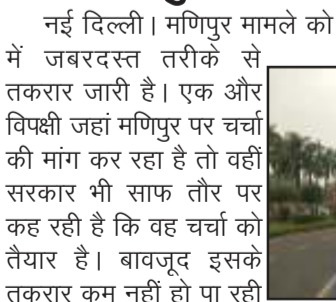 नई दिल्ली। मणिपुर मामले को
में जबरदस्त तरीके से
तकरार जारी है। एक और
विपक्षी जहां मणिपुर पर चर्चा
की मांग कर रहा है तो वहीं
सरकार भी साफ तौर पर
कह रही है कि वह चर्चा को
तैयार है। बावजूद इसके
तकरार कम नहीं हो पा रही